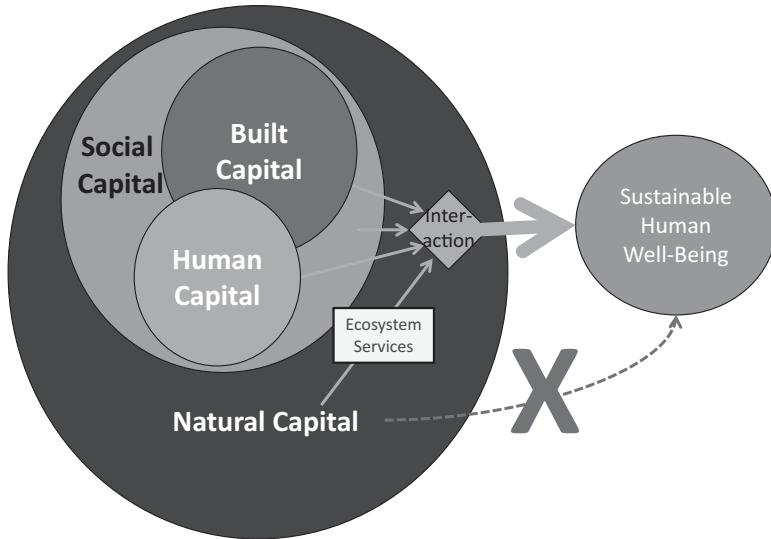 Social
Capital
Built
Capital
Human
Capital
Inter-
action
Sustainable
Human
Well-Being
Ecosystem
Services
Natural Capital
X